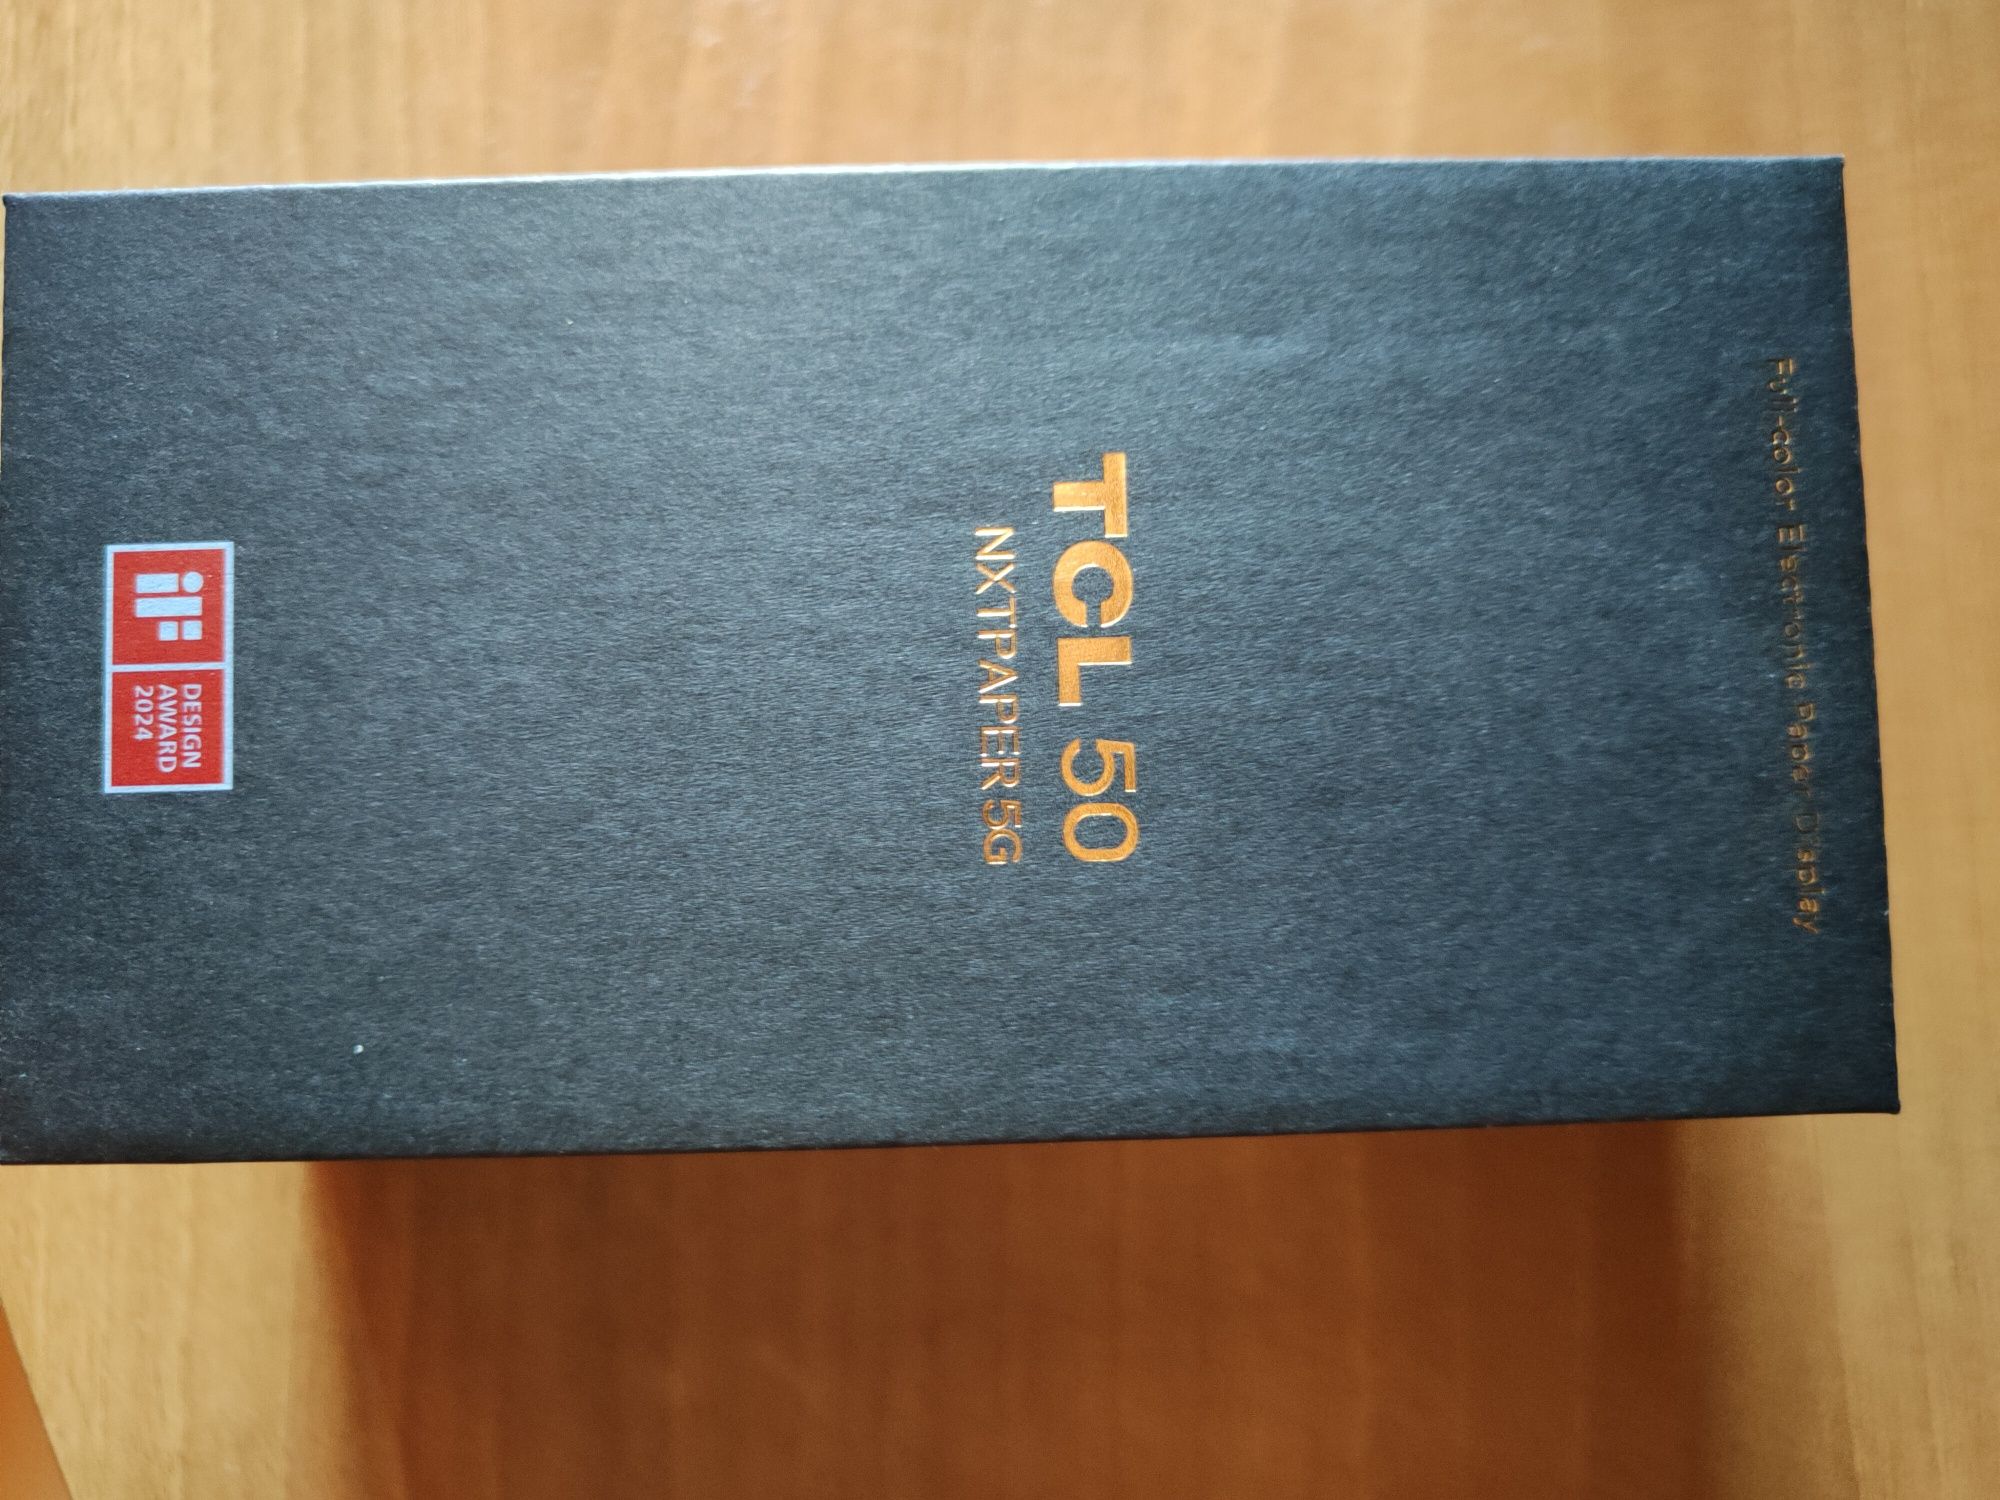 Full-color Electronic Paper Display
TCL 50
NXTPAPER 5G
iF
DESIGN
AWARD
2024